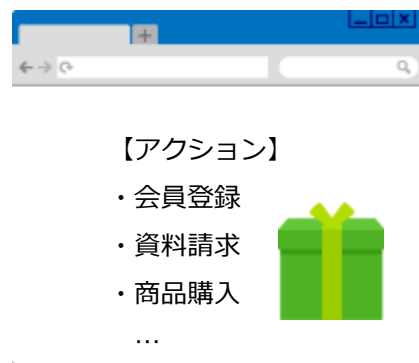 【アクション】
・会員登録
・資料請求
・商品購入
…